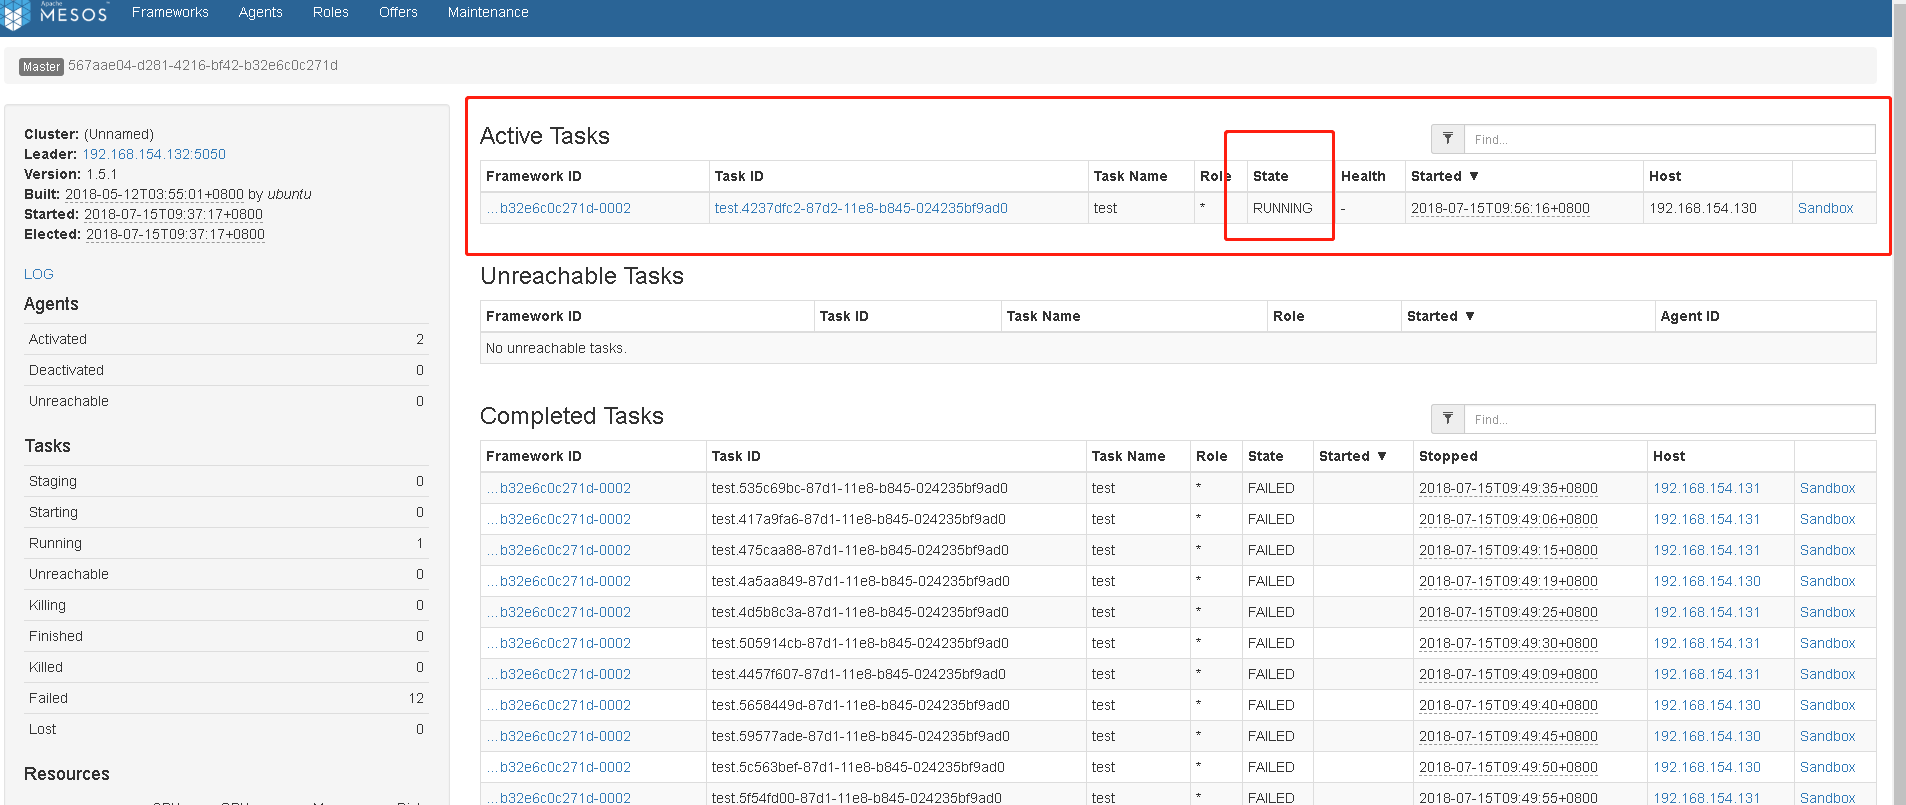 Apache
MESOS Frameworks Agents Roles Offers Maintenance
Master 567aae04-d281-4216-bf42-b32e6c0c271d
Cluster: (Unnamed)
Leader: 192.168.154.132:5050
Version: 1.5.1
Built: 2018-05-12T03:55:01+0800 by ubuntu
Started: 2018-07-15T09:37:17+0800
Elected: 2018-07-15T09:37:17+0800
LOG
Agents
Activated 2
Deactivated 0
Unreachable 0
Tasks
Staging 0
Starting 0
Running 1
Unreachable 0
Killing 0
Finished 0
Killed 0
Failed 12
Lost 0
Resources
Active Tasks
Find...
Framework ID Task ID Task Name Role State Health Started ▼ Host
...b32e6c0c271d-0002 test.4237dfc2-87d2-11e8-b845-024235bf9ad0 test * RUNNING - 2018-07-15T09:56:16+0800 192.168.154.130 Sandbox
Unreachable Tasks
Framework ID Task ID Task Name Role Started ▼ Agent ID
No unreachable tasks.
Completed Tasks
Find...
Framework ID Task ID Task Name Role State Started ▼ Stopped Host
...b32e6c0c271d-0002 test.535c69bc-87d1-11e8-b845-024235bf9ad0 test * FAILED 2018-07-15T09:49:35+0800 192.168.154.131 Sandbox
...b32e6c0c271d-0002 test.417a9fa6-87d1-11e8-b845-024235bf9ad0 test * FAILED 2018-07-15T09:49:06+0800 192.168.154.131 Sandbox
...b32e6c0c271d-0002 test.475caa88-87d1-11e8-b845-024235bf9ad0 test * FAILED 2018-07-15T09:49:15+0800 192.168.154.131 Sandbox
...b32e6c0c271d-0002 test.4a5aa849-87d1-11e8-b845-024235bf9ad0 test * FAILED 2018-07-15T09:49:19+0800 192.168.154.130 Sandbox
...b32e6c0c271d-0002 test.4d5b8c3a-87d1-11e8-b845-024235bf9ad0 test * FAILED 2018-07-15T09:49:25+0800 192.168.154.131 Sandbox
...b32e6c0c271d-0002 test.505914cb-87d1-11e8-b845-024235bf9ad0 test * FAILED 2018-07-15T09:49:30+0800 192.168.154.131 Sandbox
...b32e6c0c271d-0002 test.4457f607-87d1-11e8-b845-024235bf9ad0 test * FAILED 2018-07-15T09:49:09+0800 192.168.154.131 Sandbox
...b32e6c0c271d-0002 test.5658449d-87d1-11e8-b845-024235bf9ad0 test * FAILED 2018-07-15T09:49:40+0800 192.168.154.130 Sandbox
...b32e6c0c271d-0002 test.59577ade-87d1-11e8-b845-024235bf9ad0 test * FAILED 2018-07-15T09:49:45+0800 192.168.154.130 Sandbox
...b32e6c0c271d-0002 test.5c563bef-87d1-11e8-b845-024235bf9ad0 test * FAILED 2018-07-15T09:49:50+0800 192.168.154.130 Sandbox
...b32e6c0c271d-0002 test.5f54fd00-87d1-11e8-b845-024235bf9ad0 test * FAILED 2018-07-15T09:49:55+0800 192.168.154.131 Sandbox